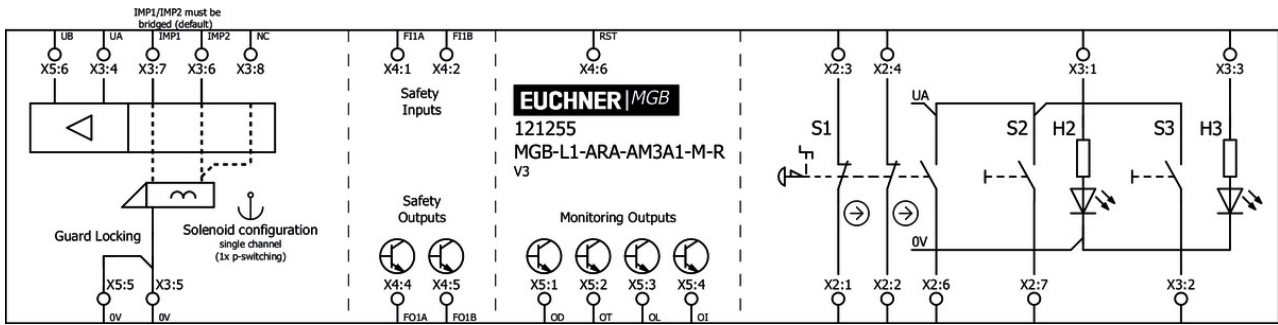 IMP1/IMP2 must be
bridged (default)
UB UA IMP1 IMP2 NC FI1A FI1B RST
X5:6 X3:4 X3:7 X3:6 X3:8 X4:1 X4:2 X4:6 X2:3 X2:4 X3:1 X3:3
Safety
Inputs
EUCHNER MGB
121255
MGB-L1-ARA-AM3A1-M-R
V3
UA
S1 S2 H2 S3 H3
Guard Locking
Solenoid configuration
single channel
(1x p-switching)
Safety
Outputs
Monitoring Outputs
0V
X5:5 X3:5 X4:4 X4:5 X5:1 X5:2 X5:3 X5:4 X2:1 X2:2 X2:6 X2:7 X3:2
0V 0V FO1A FO1B OD OT OL OI